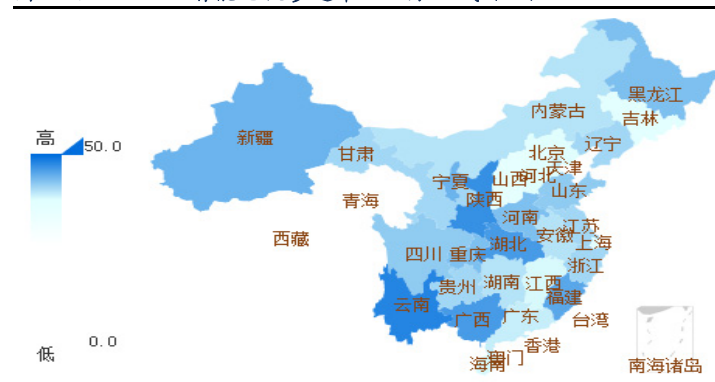 黑龙江
内蒙古
吉林
高
50.0
新疆
北京
辽宁
甘肃
天津
宁夏
山西
河北
山东
青海
陕西
河南
江苏
西藏
四川
重庆
湖北
安徽
上海
浙江
贵州
湖南
江西
云南
福建
广西
广东
台湾
0.0
低
香港
澳门
海南
南海诸岛